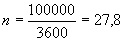 n = 100000/3600 = 27,8